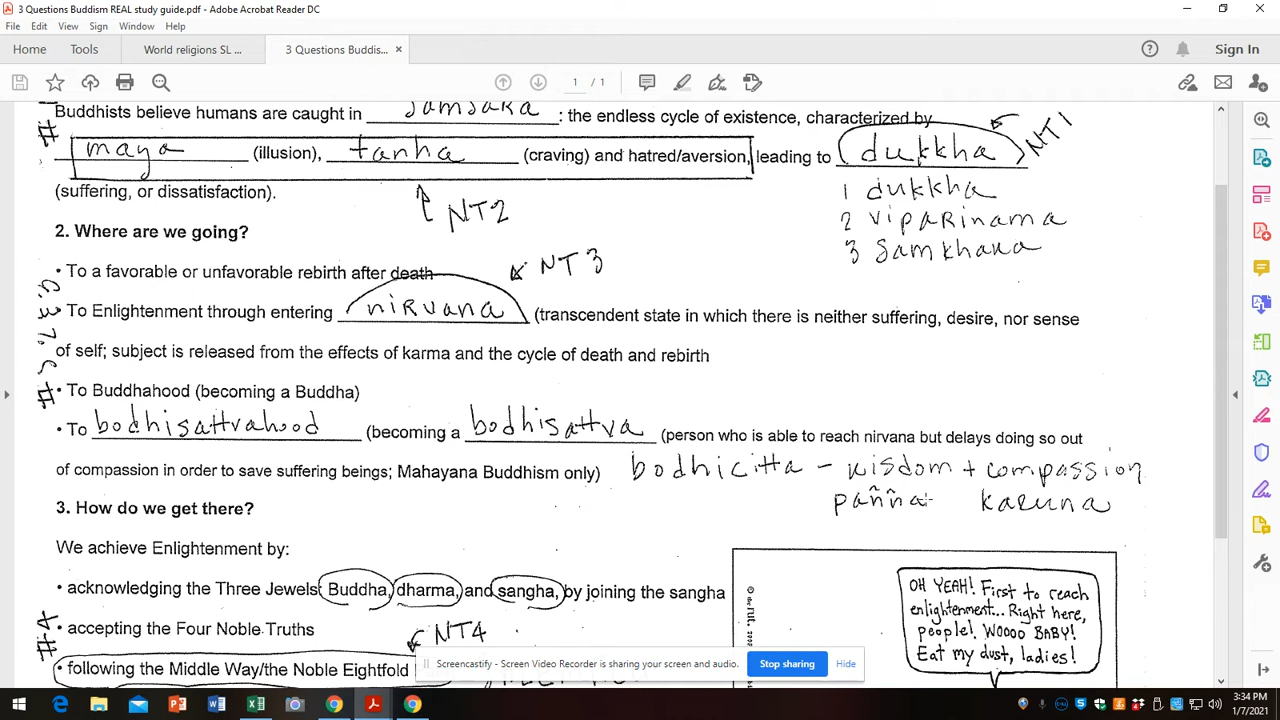 3 Questions Buddism REAL study guide.pdf - Adobe Acrobat Reader DC
File Edit View Sign Window Help
Home Tools World religions SL ... 3 Questions Buddis... × Sign In
1 / 1
Buddhists believe humans are caught in samsara : the endless cycle of existence, characterized by
# maya (illusion), tanha (craving) and hatred/aversion, leading to dukkha NT1
(suffering, or dissatisfaction). NT2
1 dukkha
2 viparinama
3 samkhara
2. Where are we going?
• To a favorable or unfavorable rebirth after death NT3
• To Enlightenment through entering nirvana (transcendent state in which there is neither suffering, desire, nor sense
of self; subject is released from the effects of karma and the cycle of death and rebirth
# • To Buddhahood (becoming a Buddha)
• To bodhisattvahood (becoming a bodhisattva (person who is able to reach nirvana but delays doing so out
of compassion in order to save suffering beings; Mahayana Buddhism only) bodhicitta - wisdom + compassion
pañña karuna
3. How do we get there?
We achieve Enlightenment by:
• acknowledging the Three Jewels Buddha, dharma, and sangha, by joining the sangha
• accepting the Four Noble Truths
NT4
• following the Middle Way/the Noble Eightfold
OH YEAH! First to reach
enlightenment... Right here,
people! WOOOO BABY!
Eat my dust, ladies!
Screencastify - Screen Video Recorder is sharing your screen and audio. Stop sharing Hide
3:34 PM
1/7/2021